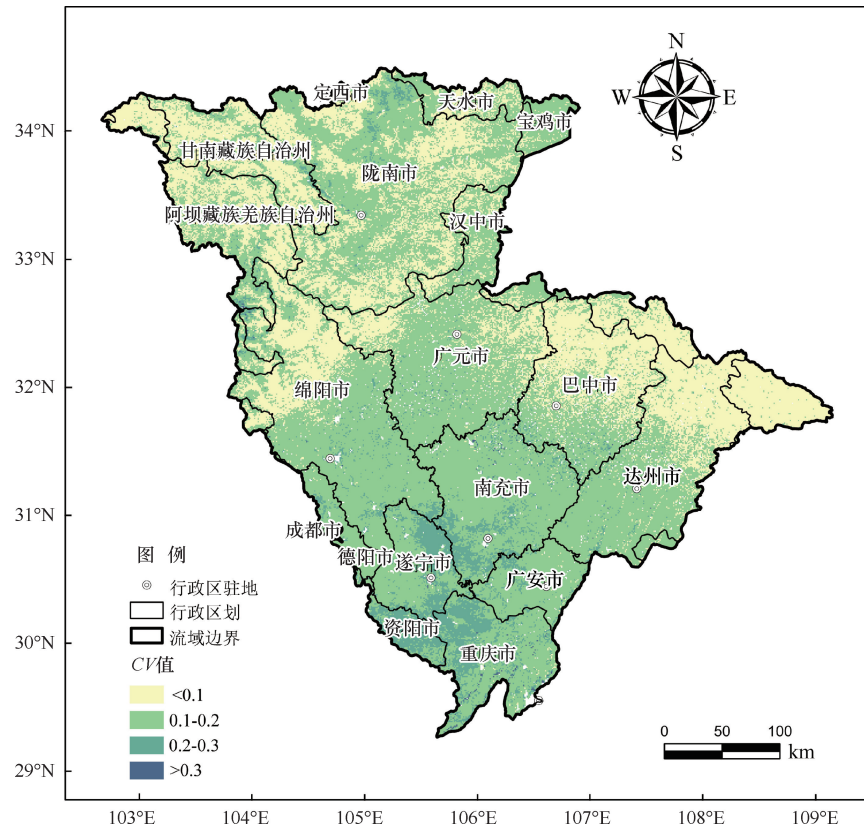 N
W E
S
定西市
天水市
宝鸡市
34°N
甘南藏族自治州
陇南市
阿坝藏族羌族自治州
汉中市
33°N
广元市
32°N
绵阳市
巴中市
南充市
达州市
31°N
成都市
德阳市
遂宁市
广安市
30°N
资阳市
重庆市
29°N
图 例
行政区驻地
行政区划
流域边界
CV值
<0.1
0.1-0.2
0.2-0.3
>0.3
0 50 100
km
103°E 104°E 105°E 106°E 107°E 108°E 109°E